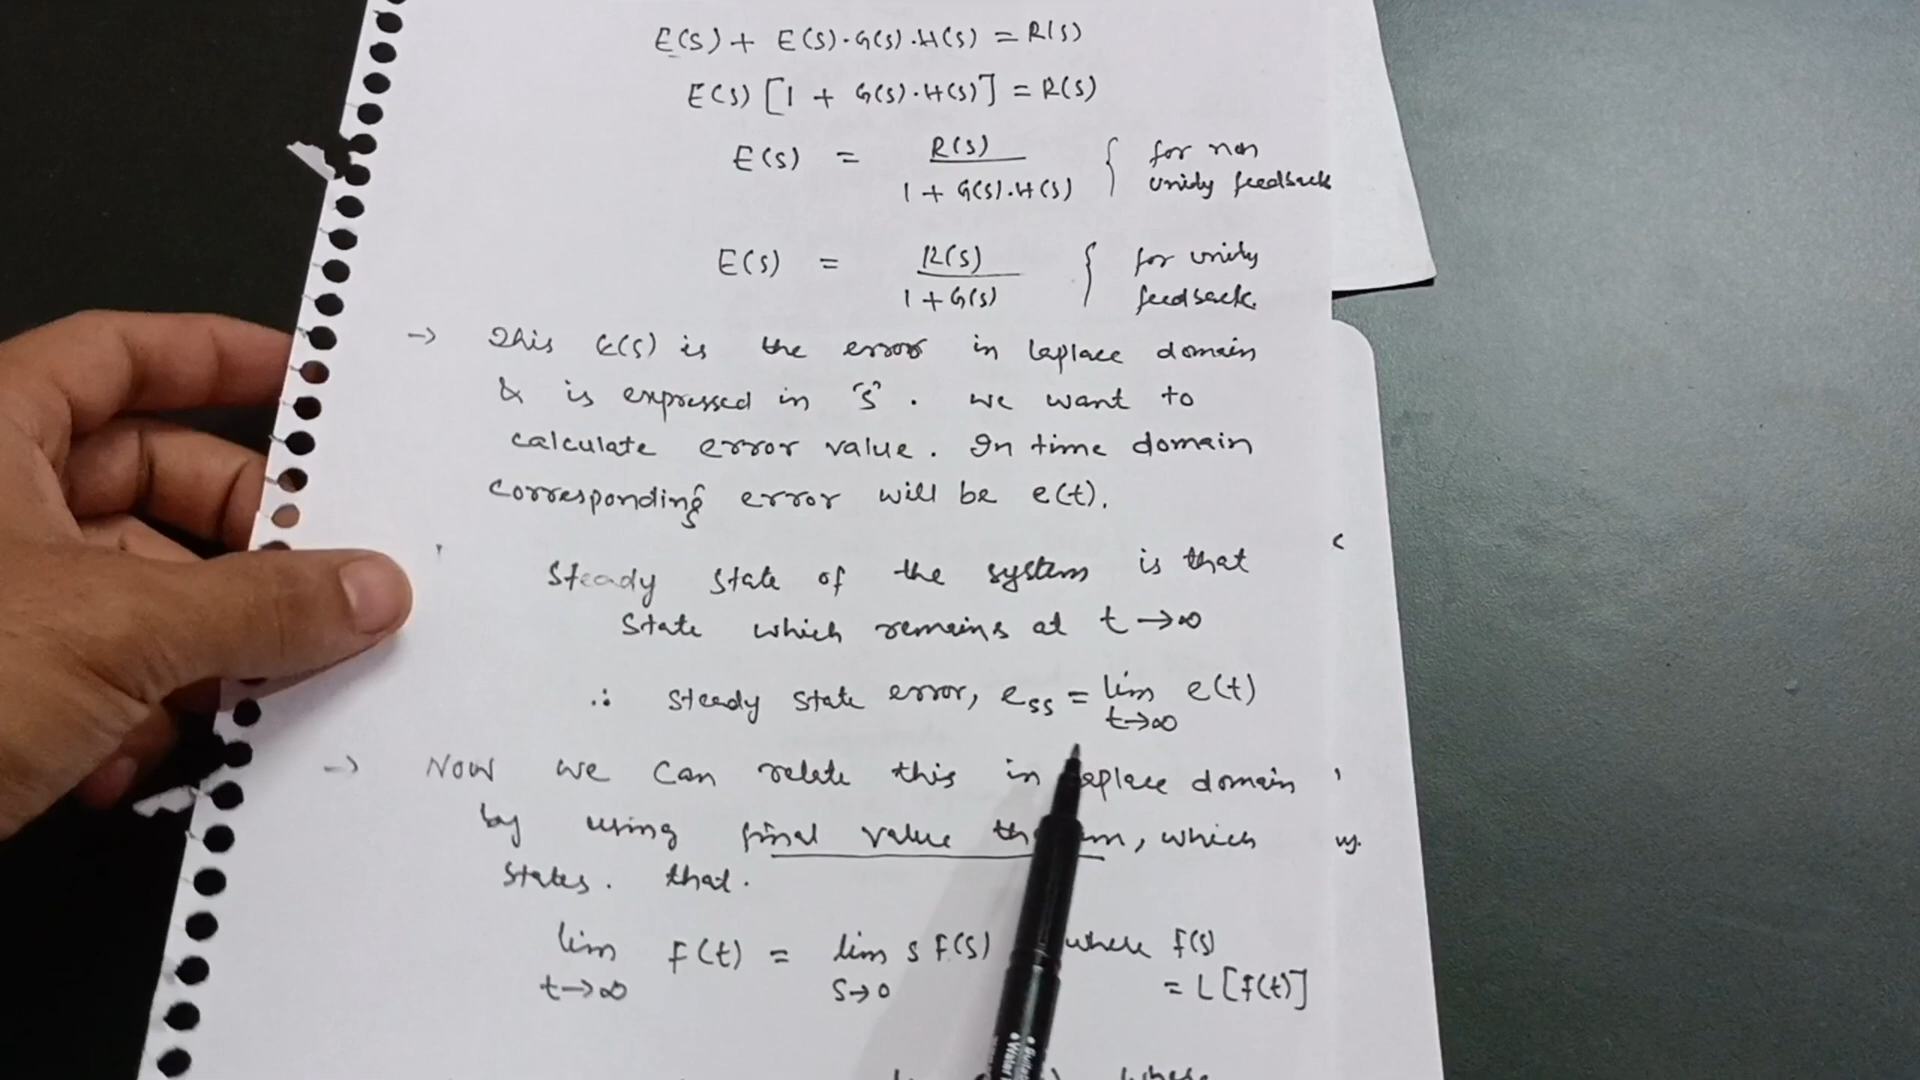 E(s) + E(s).G(s).H(s) = R(s)
E(s) [1 + G(s).H(s)] = R(s)
E(s) = R(s) / 1 + G(s).H(s) { for non unity feedback
E(s) = R(s) / 1 + G(s) { for unity feedback.
→ This E(s) is the error in laplace domain
& is expressed in 's'. we want to
calculate error value. In time domain
corresponding error will be e(t).
Steady state of the system is that
state which remains at t→∞
∴ steady state error, ess = lim t→∞ e(t)
→ Now we can relate this in laplace domain
by using final value , which
states. that.
lim t→∞ F(t) = lim s→0 s F(s) where F(s) = L[f(t)]
where